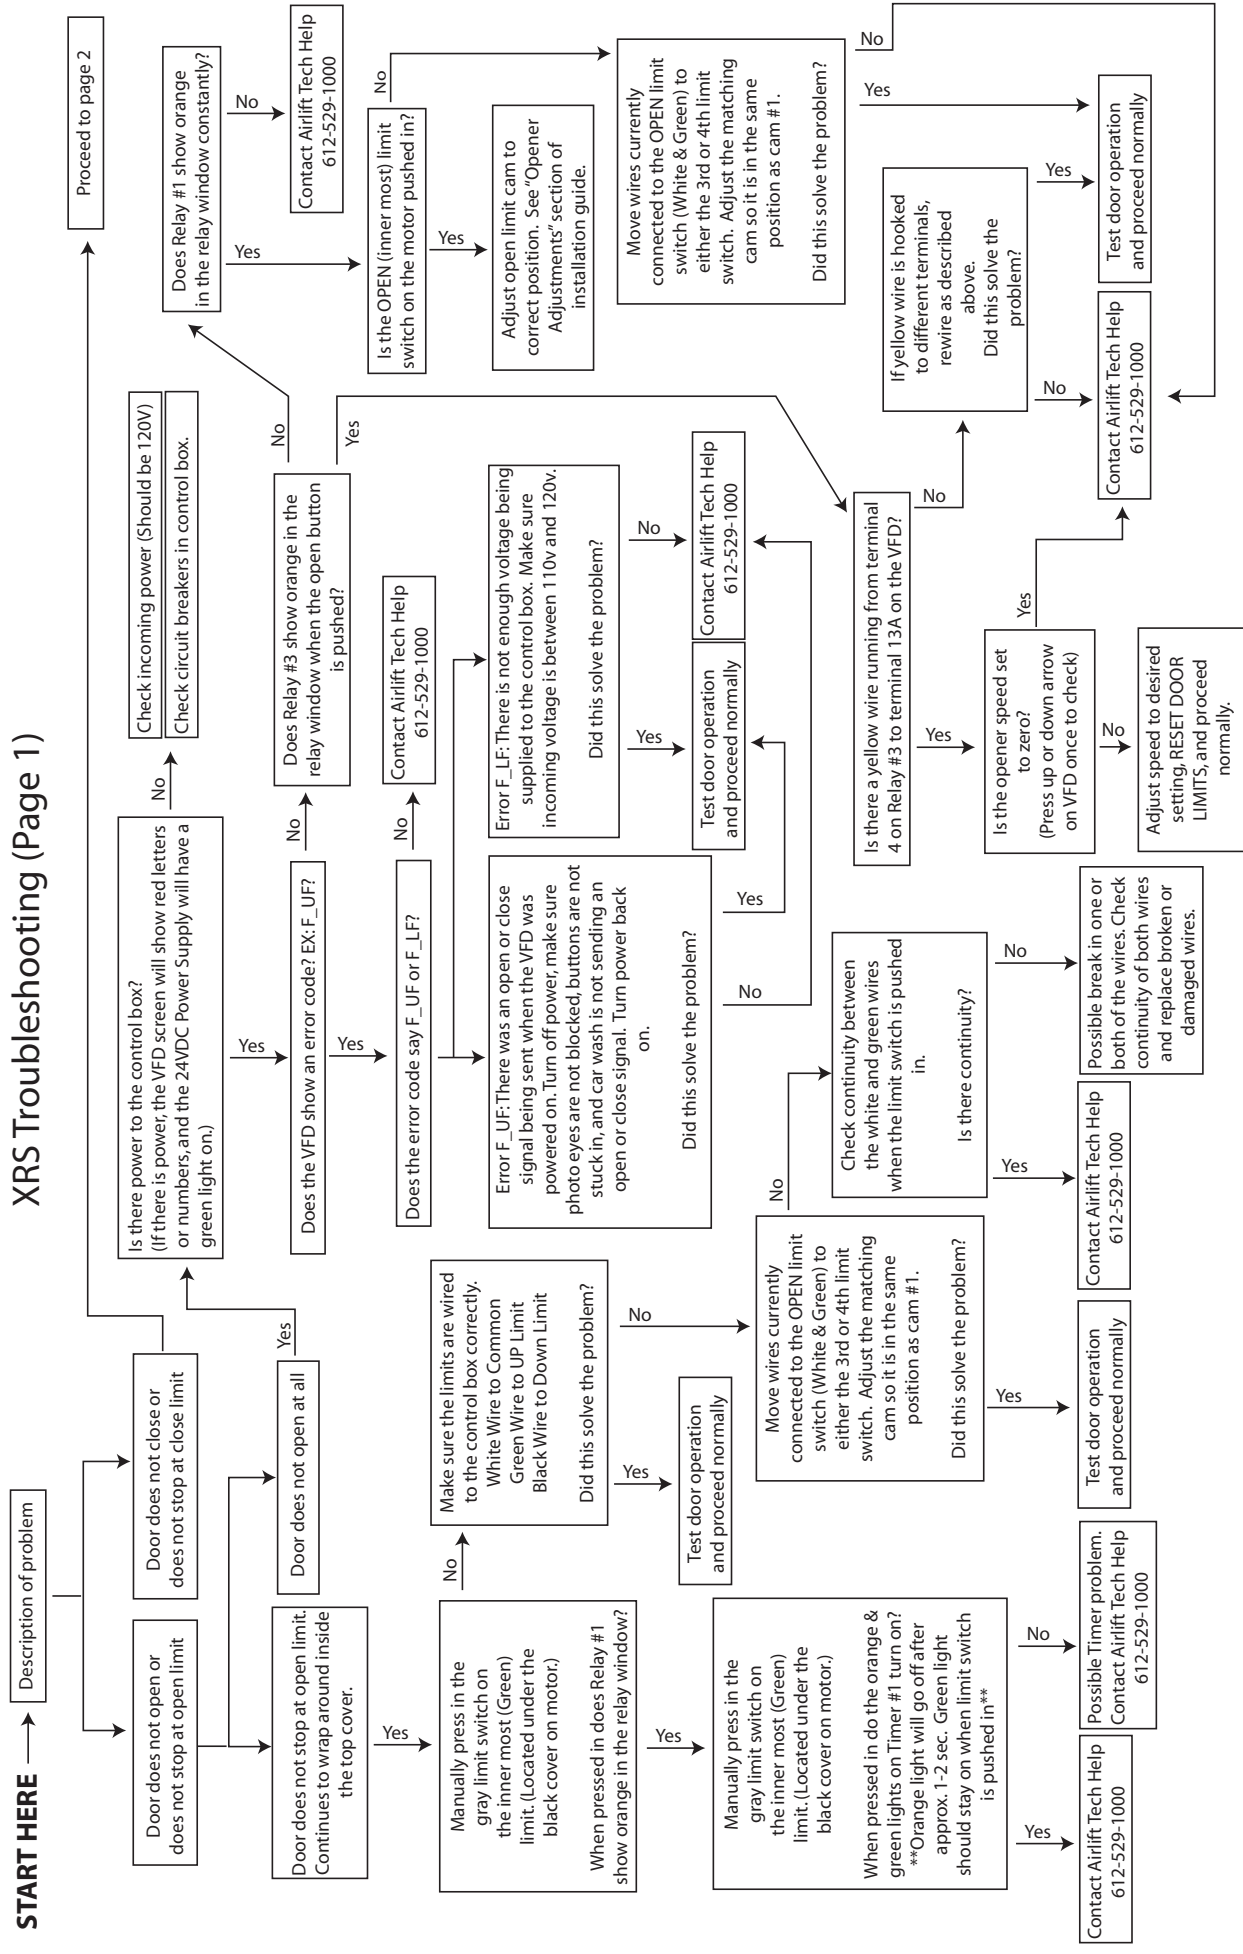 XRS Troubleshooting (Page 1)
START HERE
Description of problem
Door does not open or
does not stop at open limit
Door does not close or
does not stop at close limit
Proceed to page 2
Door does not stop at open limit.
Continues to wrap around inside
the top cover.
Door does not open at all
Yes
Is there power to the control box?
(If there is power, the VFD screen will show red letters
or numbers, and the 24VDC Power Supply will have a
green light on.)
No
Check incoming power (Should be 120V)
Check circuit breakers in control box.
Yes
Does the VFD show an error code? EX: F_UF?
No
Does Relay #3 show orange in the
relay window when the open button
is pushed?
No
Yes
Does Relay #1 show orange
in the relay window constantly?
No
Contact Airlift Tech Help
612-529-1000
Yes
Is the OPEN (inner most) limit
switch on the motor pushed in?
No
Yes
Adjust open limit cam to
correct position. See “Opener
Adjustments” section of
installation guide.
Move wires currently
connected to the OPEN limit
switch (White & Green) to
either the 3rd or 4th limit
switch. Adjust the matching
cam so it is in the same
position as cam #1.
Did this solve the problem?
No
Yes
Yes
Does the error code say F_UF or F_LF?
No
Contact Airlift Tech Help
612-529-1000
Error F_UF: There was an open or close
signal being sent when the VFD was
powered on. Turn off power, make sure
photo eyes are not blocked, buttons are not
stuck in, and car wash is not sending an
open or close signal. Turn power back
on.
Did this solve the problem?
Yes
No
Error F_LF: There is not enough voltage being
supplied to the control box. Make sure
incoming voltage is between 110v and 120v.
Did this solve the problem?
Yes
No
Test door operation
and proceed normally
Contact Airlift Tech Help
612-529-1000
Yes
Manually press in the
gray limit switch on
the inner most (Green)
limit. (Located under the
black cover on motor.)
When pressed in does Relay #1
show orange in the relay window?
No
Make sure the limits are wired
to the control box correctly.
White Wire to Common
Green Wire to UP Limit
Black Wire to Down Limit
Did this solve the problem?
Yes
No
Test door operation
and proceed normally
Yes
Manually press in the
gray limit switch on
the inner most (Green)
limit. (Located under the
black cover on motor.)
When pressed in do the orange &
green lights on Timer #1 turn on?
**Orange light will go off after
approx. 1-2 sec. Green light
should stay on when limit switch
is pushed in**
Yes
No
Contact Airlift Tech Help
612-529-1000
Possible Timer problem.
Contact Airlift Tech Help
612-529-1000
Move wires currently
connected to the OPEN limit
switch (White & Green) to
either the 3rd or 4th limit
switch. Adjust the matching
cam so it is in the same
position as cam #1.
Did this solve the problem?
Yes
No
Test door operation
and proceed normally
Check continuity between
the white and green wires
when the limit switch is pushed
in.
Is there continuity?
Yes
No
Contact Airlift Tech Help
612-529-1000
Possible break in one or
both of the wires. Check
continuity of both wires
and replace broken or
damaged wires.
Is there a yellow wire running from terminal
4 on Relay #3 to terminal 13A on the VFD?
Yes
No
Is the opener speed set
to zero?
(Press up or down arrow
on VFD once to check)
Yes
No
Adjust speed to desired
setting, RESET DOOR
LIMITS, and proceed
normally.
If yellow wire is hooked
to different terminals,
rewire as described
above.
Did this solve the
problem?
No
Yes
Contact Airlift Tech Help
612-529-1000
Test door operation
and proceed normally